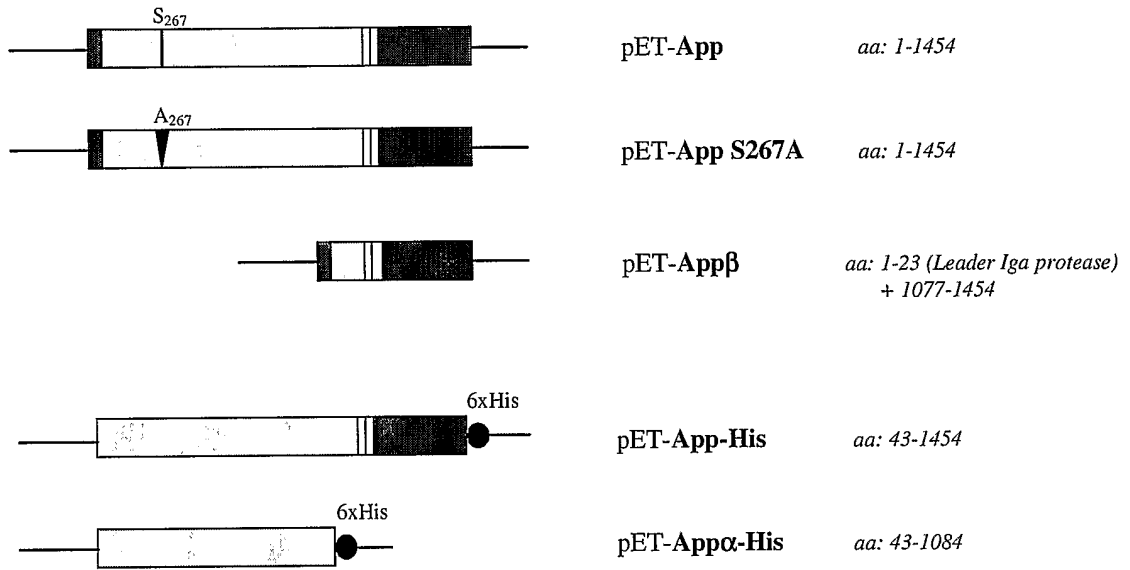 S267
pET-App aa: 1-1454
A267
pET-App S267A aa: 1-1454
pET-Appβ aa: 1-23 (Leader Iga protease)
+ 1077-1454
6xHis
pET-App-His aa: 43-1454
6xHis
pET-Appα-His aa: 43-1084